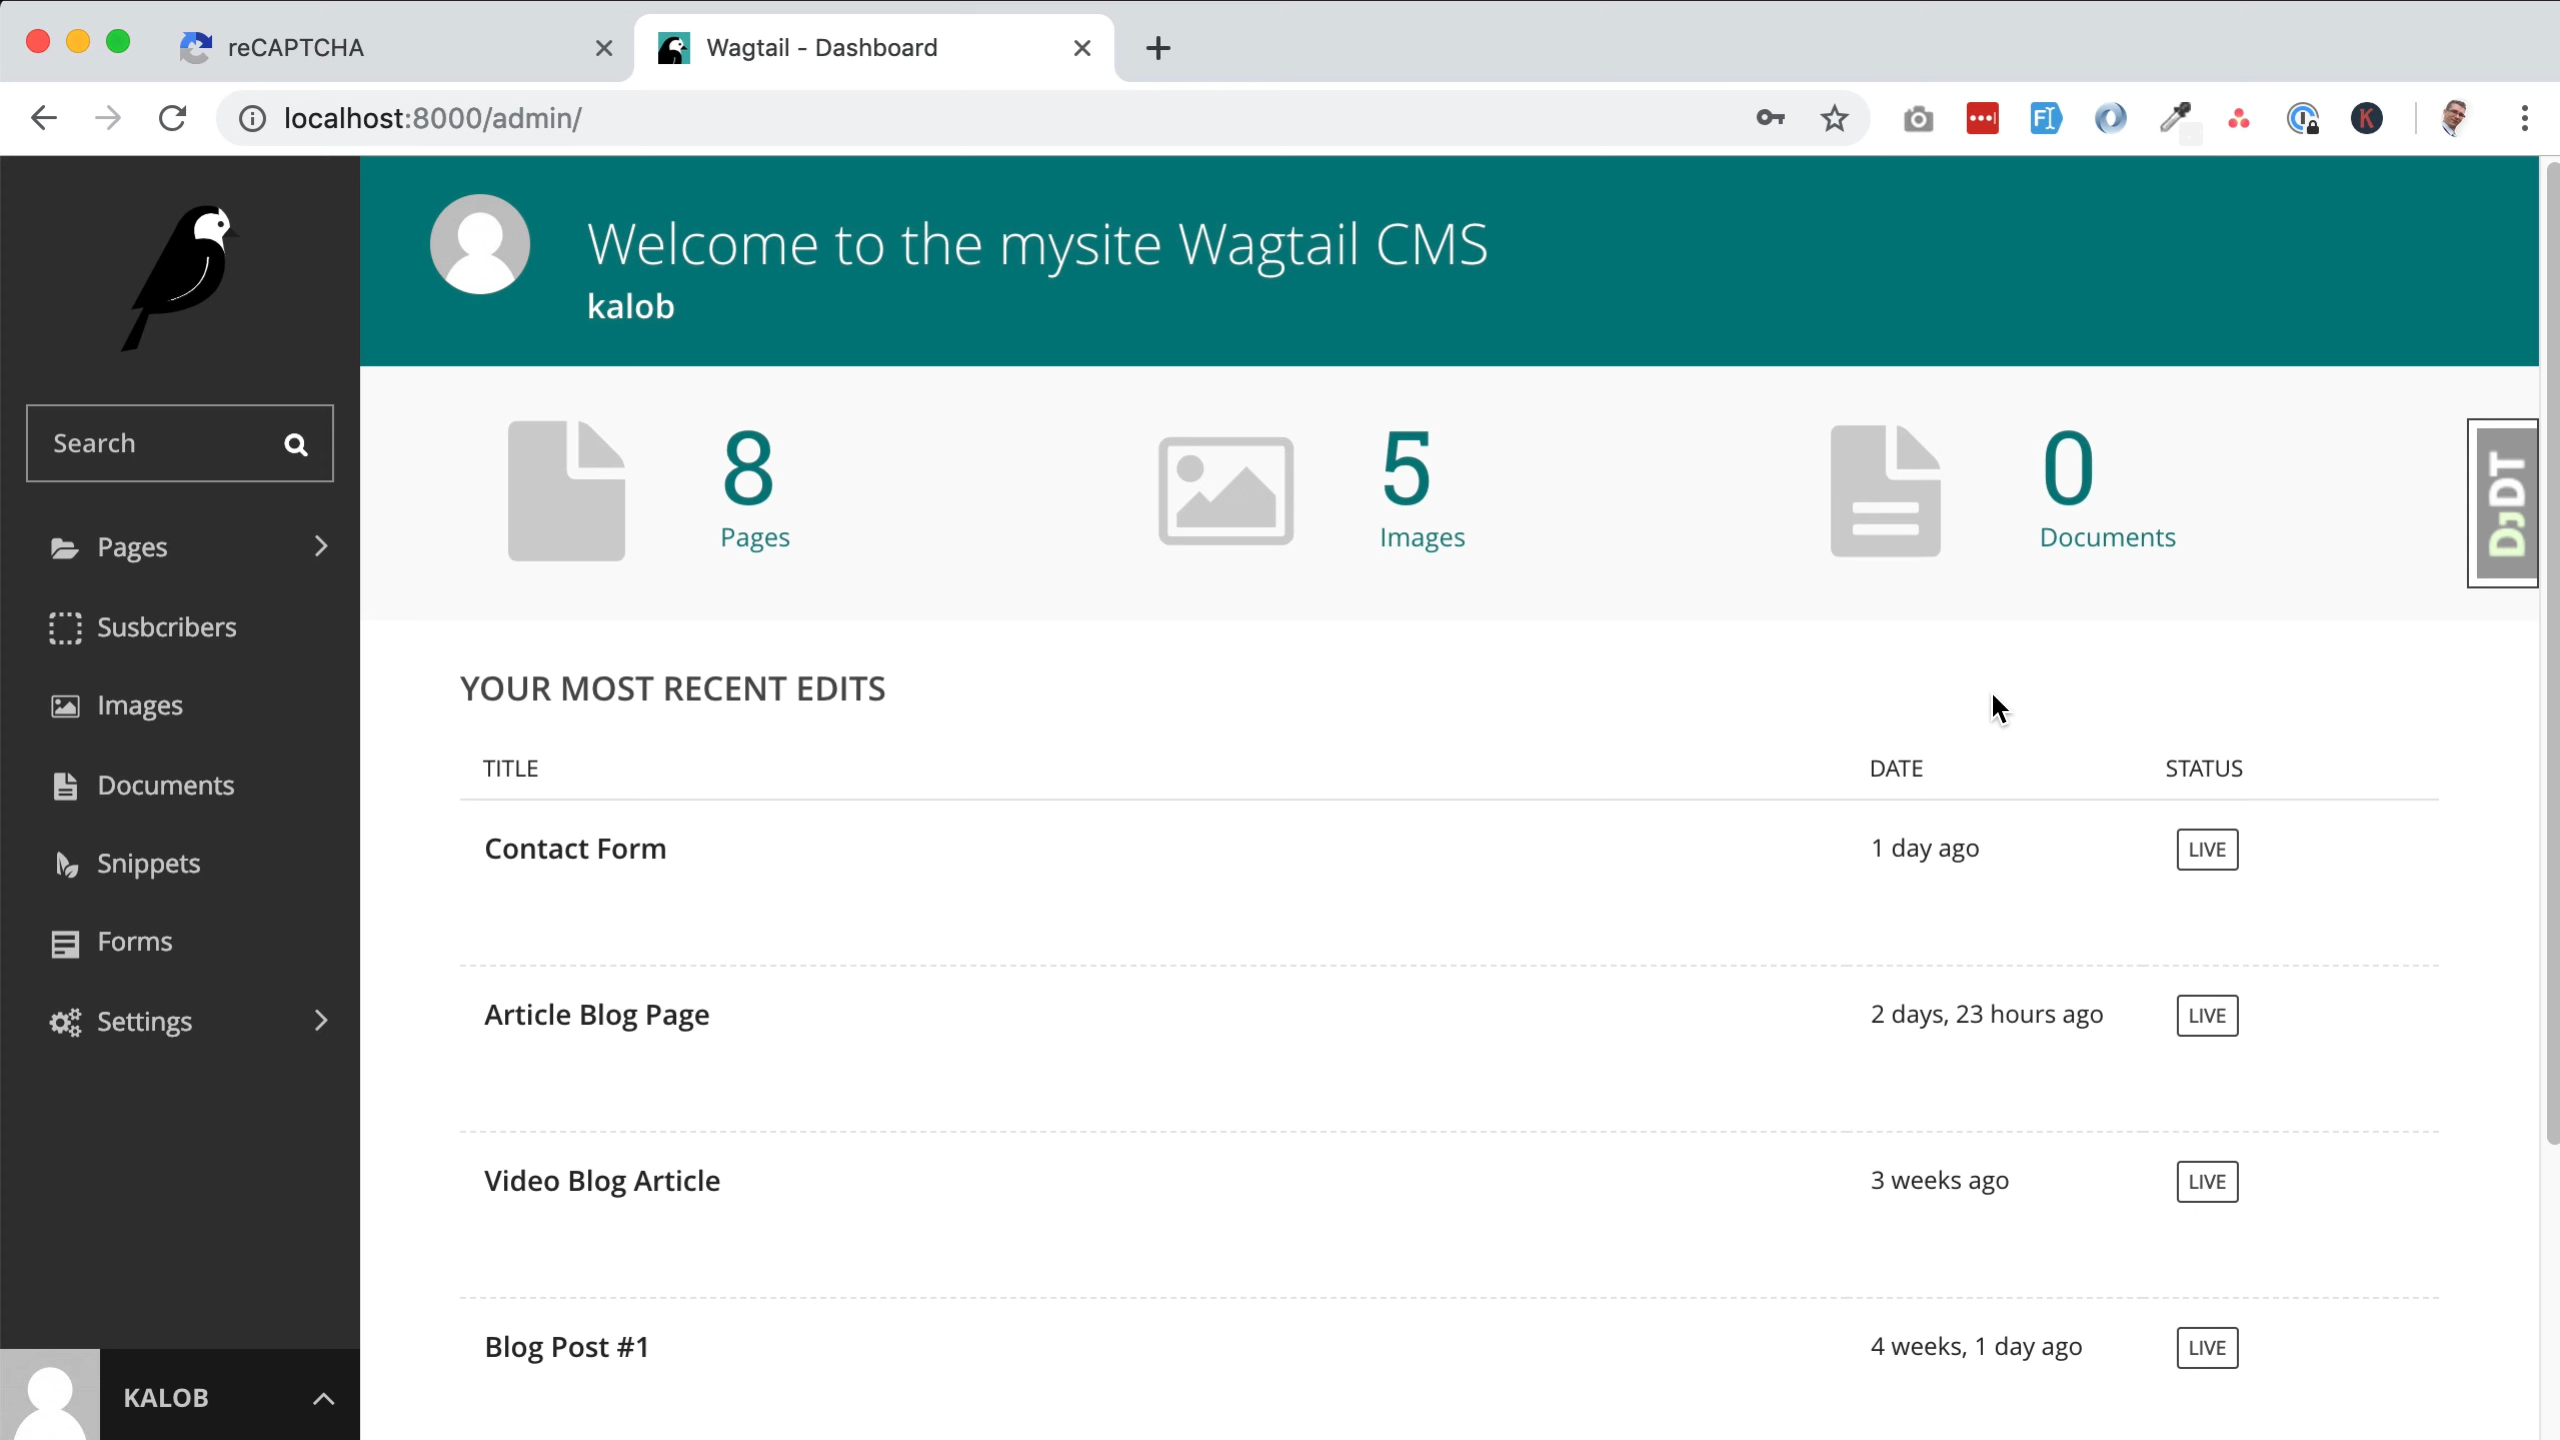 reCAPTCHA
Wagtail - Dashboard
localhost:8000/admin/
Welcome to the mysite Wagtail CMS
kalob
Search
Pages
Susbcribers
Images
Documents
Snippets
Forms
Settings
KALOB
8
Pages
5
Images
0
Documents
DJDT
YOUR MOST RECENT EDITS
TITLE DATE STATUS
Contact Form 1 day ago LIVE
Article Blog Page 2 days, 23 hours ago LIVE
Video Blog Article 3 weeks ago LIVE
Blog Post #1 4 weeks, 1 day ago LIVE